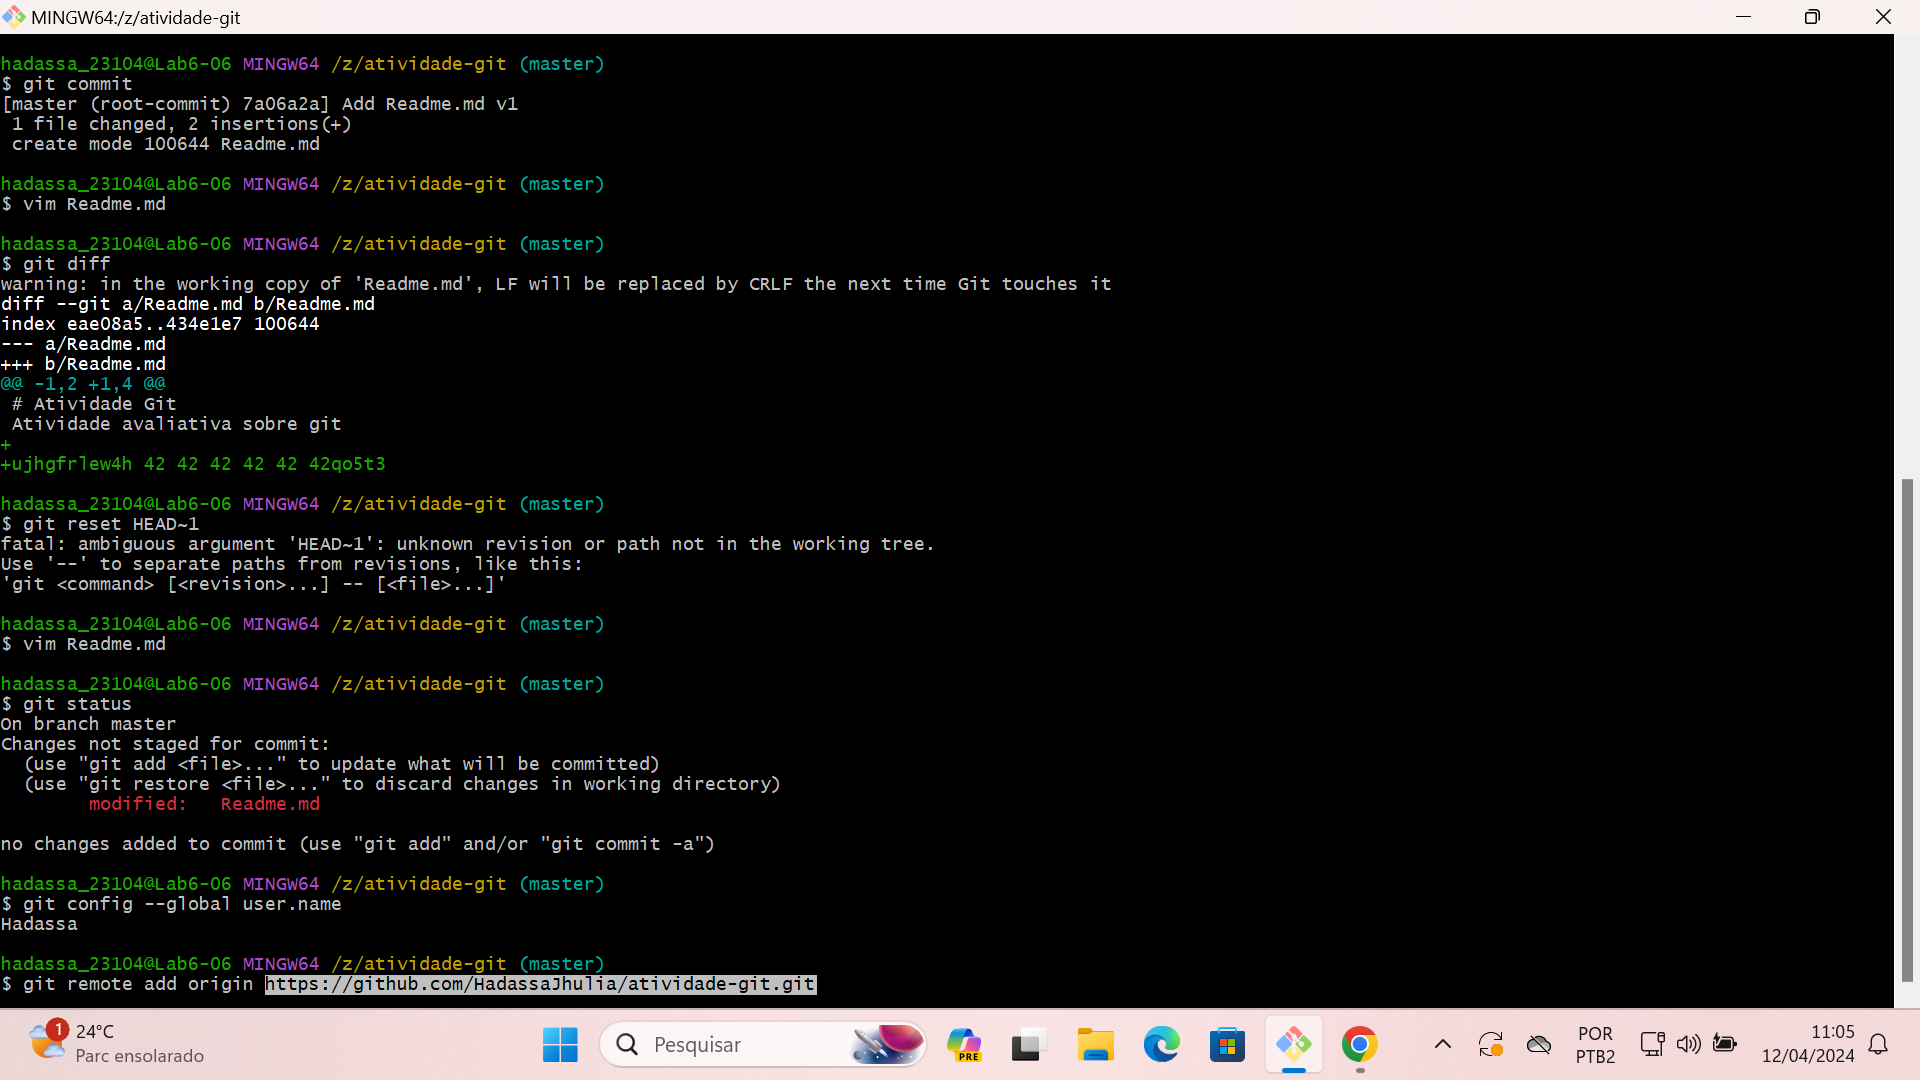 MINGW64:/z/atividade-git
hadassa_23104@Lab6-06 MINGW64 /z/atividade-git (master)
$ git commit
[master (root-commit) 7a06a2a] Add Readme.md v1
 1 file changed, 2 insertions(+)
 create mode 100644 Readme.md
hadassa_23104@Lab6-06 MINGW64 /z/atividade-git (master)
$ vim Readme.md
hadassa_23104@Lab6-06 MINGW64 /z/atividade-git (master)
$ git diff
warning: in the working copy of 'Readme.md', LF will be replaced by CRLF the next time Git touches it
diff --git a/Readme.md b/Readme.md
index eae08a5..434e1e7 100644
--- a/Readme.md
+++ b/Readme.md
@@ -1,2 +1,4 @@
 # Atividade Git
 Atividade avaliativa sobre git
+
+ujhgfrlew4h 42 42 42 42 42 42qo5t3
hadassa_23104@Lab6-06 MINGW64 /z/atividade-git (master)
$ git reset HEAD~1
fatal: ambiguous argument 'HEAD~1': unknown revision or path not in the working tree.
Use '--' to separate paths from revisions, like this:
'git <command> [<revision>...] -- [<file>...]'
hadassa_23104@Lab6-06 MINGW64 /z/atividade-git (master)
$ vim Readme.md
hadassa_23104@Lab6-06 MINGW64 /z/atividade-git (master)
$ git status
On branch master
Changes not staged for commit:
  (use "git add <file>..." to update what will be committed)
  (use "git restore <file>..." to discard changes in working directory)
        modified:   Readme.md
no changes added to commit (use "git add" and/or "git commit -a")
hadassa_23104@Lab6-06 MINGW64 /z/atividade-git (master)
$ git config --global user.name
Hadassa
hadassa_23104@Lab6-06 MINGW64 /z/atividade-git (master)
$ git remote add origin https://github.com/HadassaJhulia/atividade-git.git
1
24°C
Parc ensolarado
Pesquisar
PRE
POR
PTB2
11:05
12/04/2024